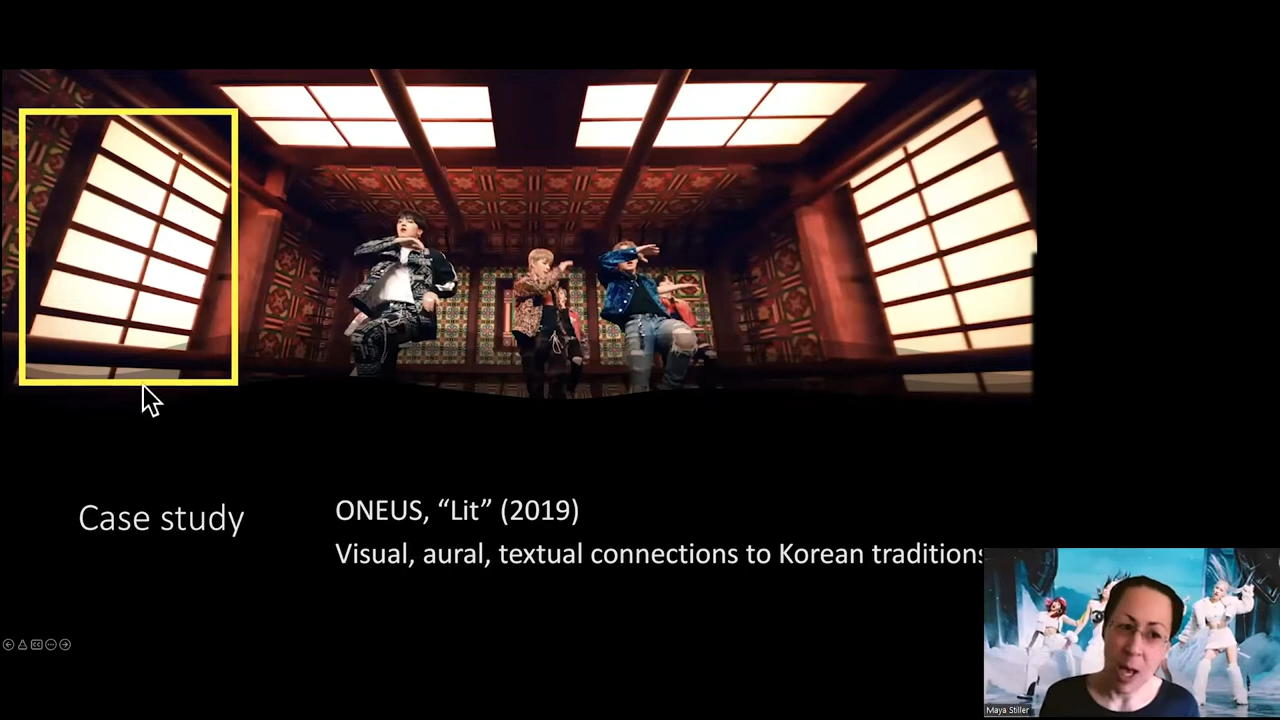 Case study
ONEUS, “Lit” (2019)
Visual, aural, textual connections to Korean traditions
Maya Stiller